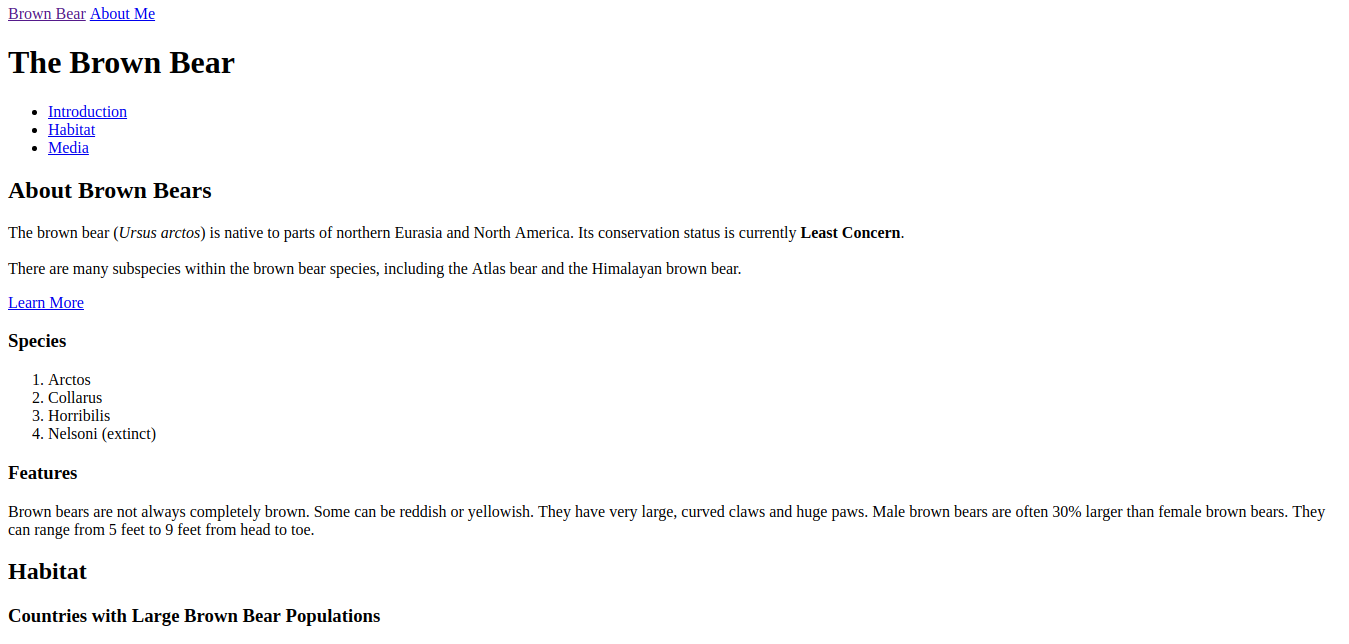 Brown Bear About Me
The Brown Bear
Introduction
Habitat
Media
About Brown Bears
The brown bear (Ursus arctos) is native to parts of northern Eurasia and North America. Its conservation status is currently Least Concern.
There are many subspecies within the brown bear species, including the Atlas bear and the Himalayan brown bear.
Learn More
Species
1. Arctos
2. Collarus
3. Horribilis
4. Nelsoni (extinct)
Features
Brown bears are not always completely brown. Some can be reddish or yellowish. They have very large, curved claws and huge paws. Male brown bears are often 30% larger than female brown bears. They
can range from 5 feet to 9 feet from head to toe.
Habitat
Countries with Large Brown Bear Populations